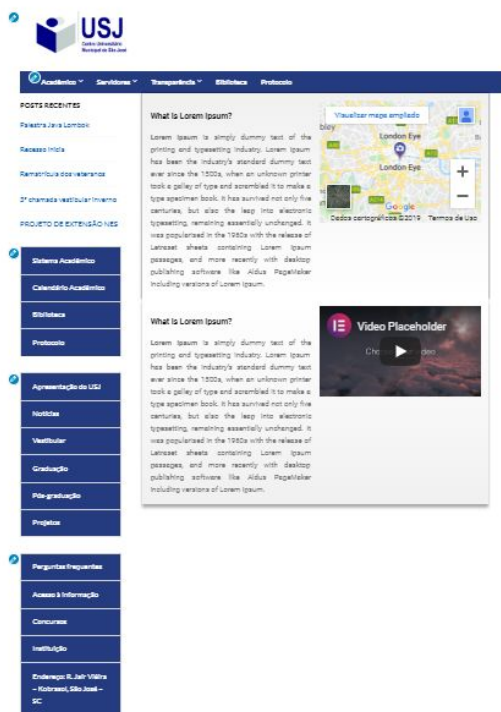 USJ
Centro Universitário
Municipal de São José
Acadêmico
Servidores
Transparência
Biblioteca
Protocolo
POSTS RECENTES
Palestra Java Lombok
Recesso Inicia
Rematrícula dos veteranos
3ª chamada vestibular inverno
PROJETO DE EXTENSÃO NES
Sistema Acadêmico
Calendário Acadêmico
Biblioteca
Protocolo
Apresentação do USJ
Notícias
Vestibular
Graduação
Pós-graduação
Projetos
Perguntas frequentes
Acesso à Informação
Concursos
Instituição
Endereço: R. Jair Viêira
– Kobrasol, São José –
SC
What is Lorem Ipsum?
Lorem Ipsum is simply dummy text of the
printing and typesetting industry. Lorem Ipsum
has been the industry's standard dummy text
ever since the 1500s, when an unknown printer
took a galley of type and scrambled it to make a
type specimen book. It has survived not only five
centuries, but also the leap into electronic
typesetting, remaining essentially unchanged. It
was popularised in the 1960s with the release of
Letraset sheets containing Lorem Ipsum
passages, and more recently with desktop
publishing software like Aldus PageMaker
including versions of Lorem Ipsum.
Visualizar mapa ampliado
London Eye
London Eye
Google
Dados cartográficos ©2019
Termos de Uso
What is Lorem Ipsum?
Lorem Ipsum is simply dummy text of the
printing and typesetting industry. Lorem Ipsum
has been the industry's standard dummy text
ever since the 1500s, when an unknown printer
took a galley of type and scrambled it to make a
type specimen book. It has survived not only five
centuries, but also the leap into electronic
typesetting, remaining essentially unchanged. It
was popularised in the 1960s with the release of
Letraset sheets containing Lorem Ipsum
passages, and more recently with desktop
publishing software like Aldus PageMaker
including versions of Lorem Ipsum.
Video Placeholder